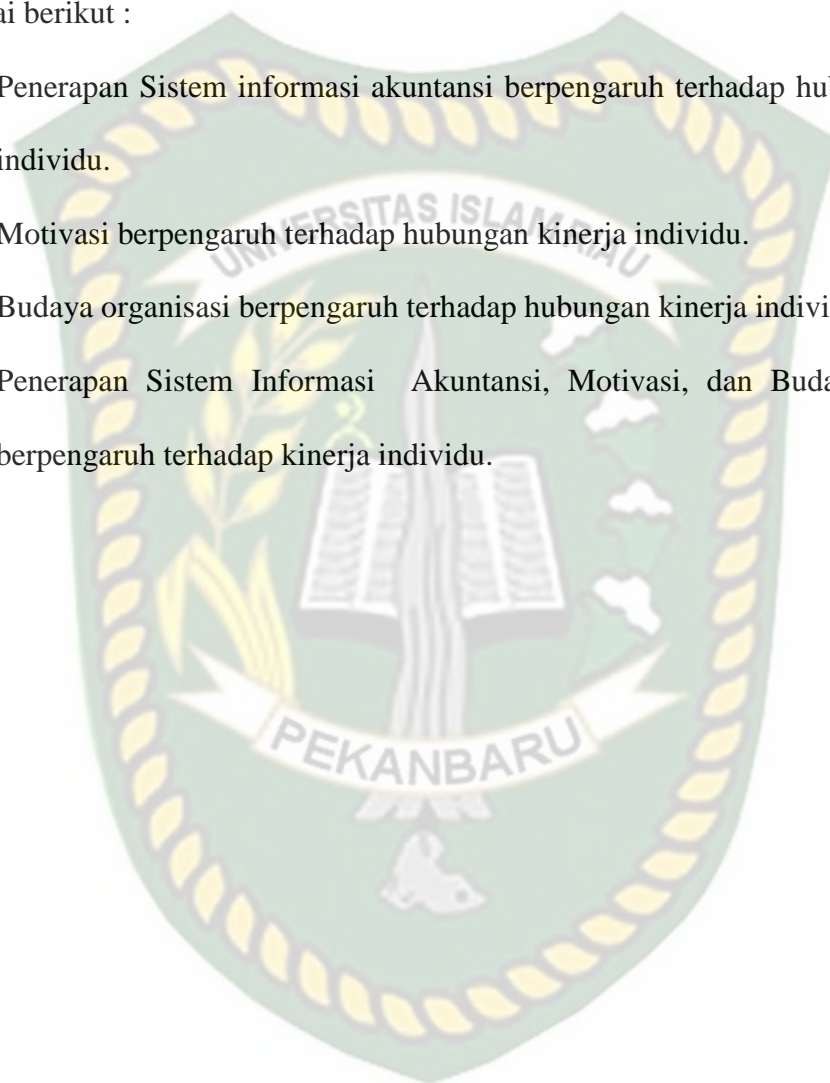 ai berikut :
Penerapan Sistem informasi akuntansi berpengaruh terhadap hub
individu.
UNIVERSITAS ISLAM RIAU
Motivasi berpengaruh terhadap hubungan kinerja individu.
Budaya organisasi berpengaruh terhadap hubungan kinerja indivi
Penerapan Sistem Informasi Akuntansi, Motivasi, dan Buda
berpengaruh terhadap kinerja individu.
PEKANBARU